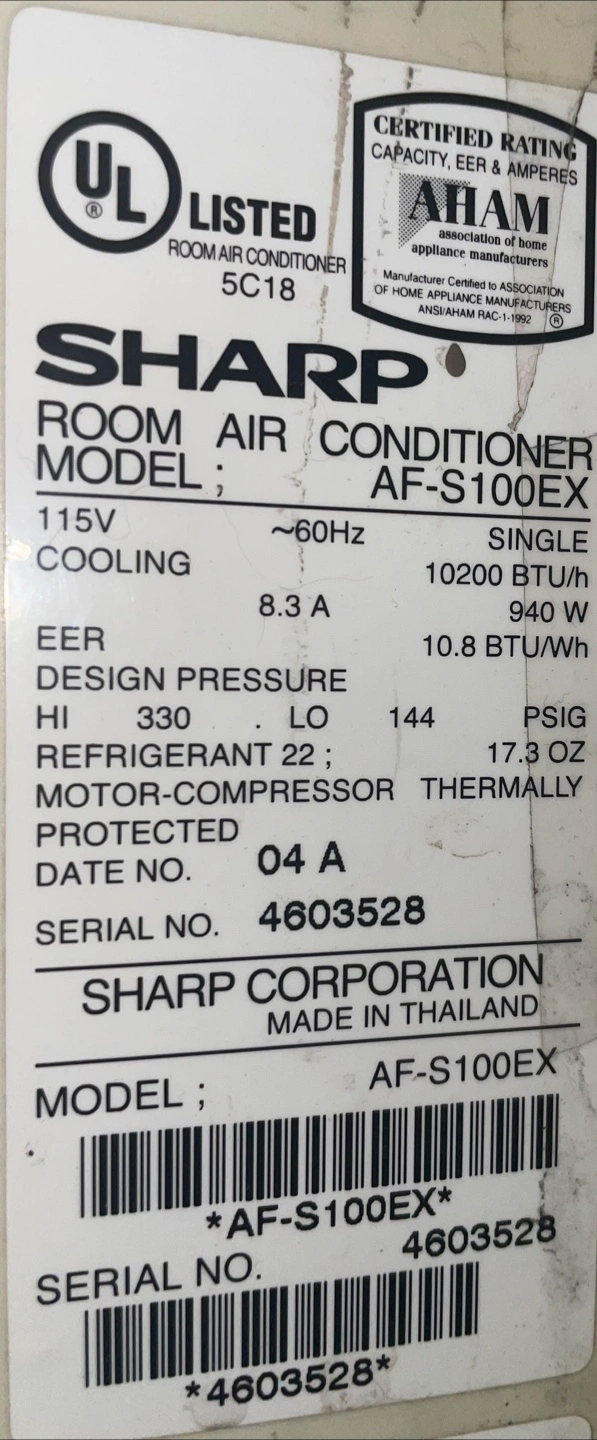 UL ® LISTED
ROOM AIR CONDITIONER
5C18
CERTIFIED RATING
CAPACITY, EER & AMPERES
AHAM
association of home
appliance manufacturers
Manufacturer Certified to ASSOCIATION
OF HOME APPLIANCE MANUFACTURERS
ANSI/AHAM RAC-1-1992 ®
SHARP
ROOM AIR CONDITIONER
MODEL ; AF-S100EX
115V ~60Hz SINGLE
COOLING 10200 BTU/h
8.3 A 940 W
EER 10.8 BTU/Wh
DESIGN PRESSURE
HI 330 . LO 144 PSIG
REFRIGERANT 22 ; 17.3 OZ
MOTOR-COMPRESSOR THERMALLY
PROTECTED
DATE NO. 04 A
SERIAL NO. 4603528
SHARP CORPORATION
MADE IN THAILAND
MODEL ; AF-S100EX
*AF-S100EX*
SERIAL NO. 4603528
*4603528*